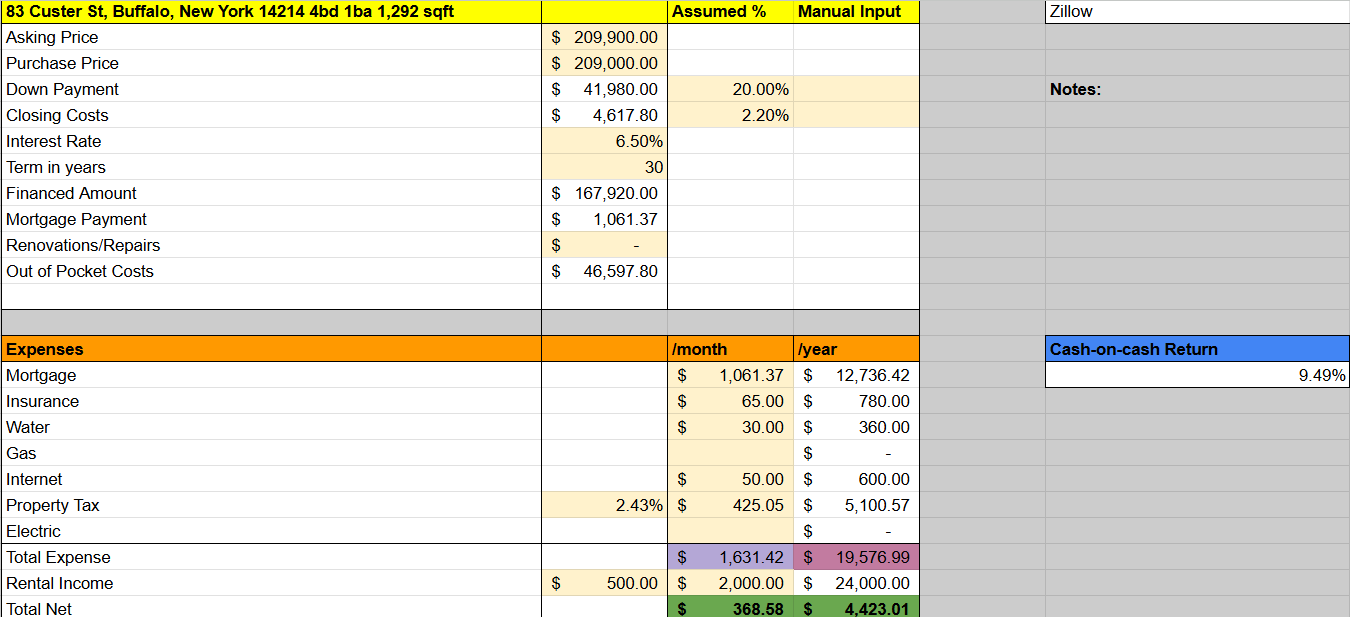 83 Custer St, Buffalo, New York 14214 4bd 1ba 1,292 sqft Assumed % Manual Input Zillow
Asking Price $ 209,900.00
Purchase Price $ 209,000.00
Down Payment $ 41,980.00 20.00% Notes:
Closing Costs $ 4,617.80 2.20%
Interest Rate 6.50%
Term in years 30
Financed Amount $ 167,920.00
Mortgage Payment $ 1,061.37
Renovations/Repairs $ -
Out of Pocket Costs $ 46,597.80
Expenses /month /year Cash-on-cash Return
Mortgage $ 1,061.37 $ 12,736.42 9.49%
Insurance $ 65.00 $ 780.00
Water $ 30.00 $ 360.00
Gas $ -
Internet $ 50.00 $ 600.00
Property Tax 2.43% $ 425.05 $ 5,100.57
Electric $ -
Total Expense $ 1,631.42 $ 19,576.99
Rental Income $ 500.00 $ 2,000.00 $ 24,000.00
Total Net $ 368.58 $ 4,423.01